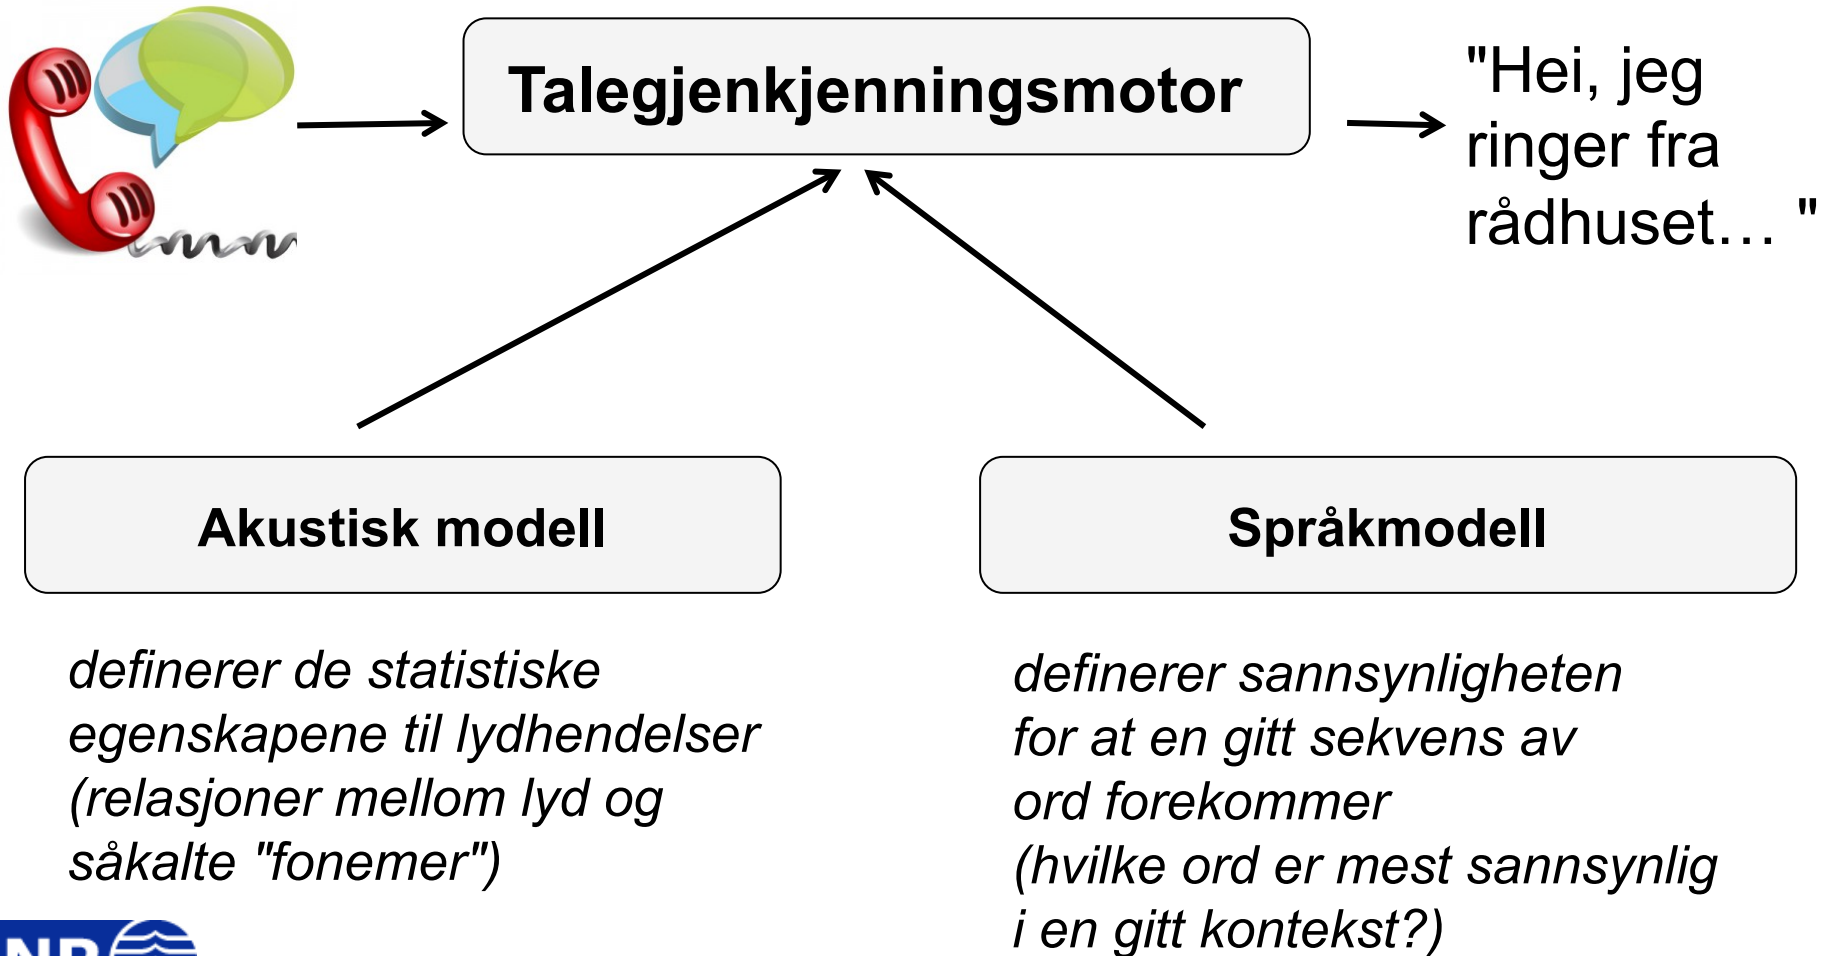 Talegjenkjenningsmotor
"Hei, jeg
ringer fra
rådhuset… "
Akustisk modell
Språkmodell
definerer de statistiske
egenskapene til lydhendelser
(relasjoner mellom lyd og
såkalte "fonemer")
definerer sannsynligheten
for at en gitt sekvens av
ord forekommer
(hvilke ord er mest sannsynlig
i en gitt kontekst?)
NR